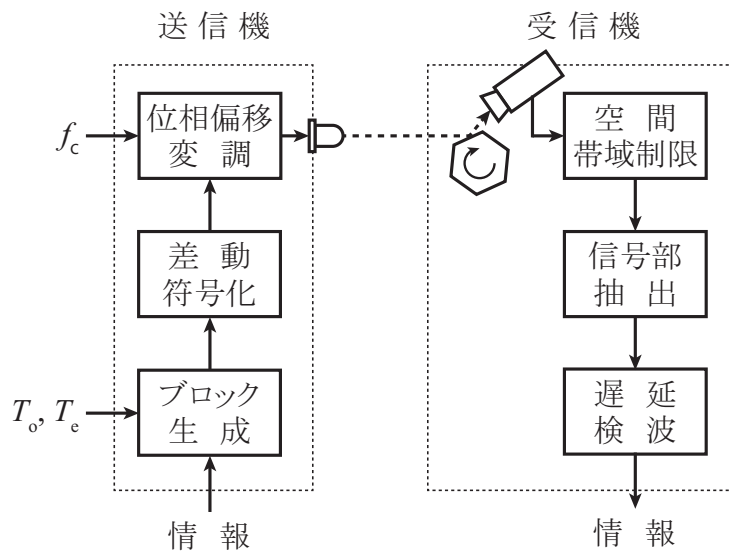 送信機
受信機
f_c
位相偏移
変調
空間
帯域制限
差動
符号化
信号部
抽出
T_o, T_e
ブロック
生成
遅延
検波
情報
情報